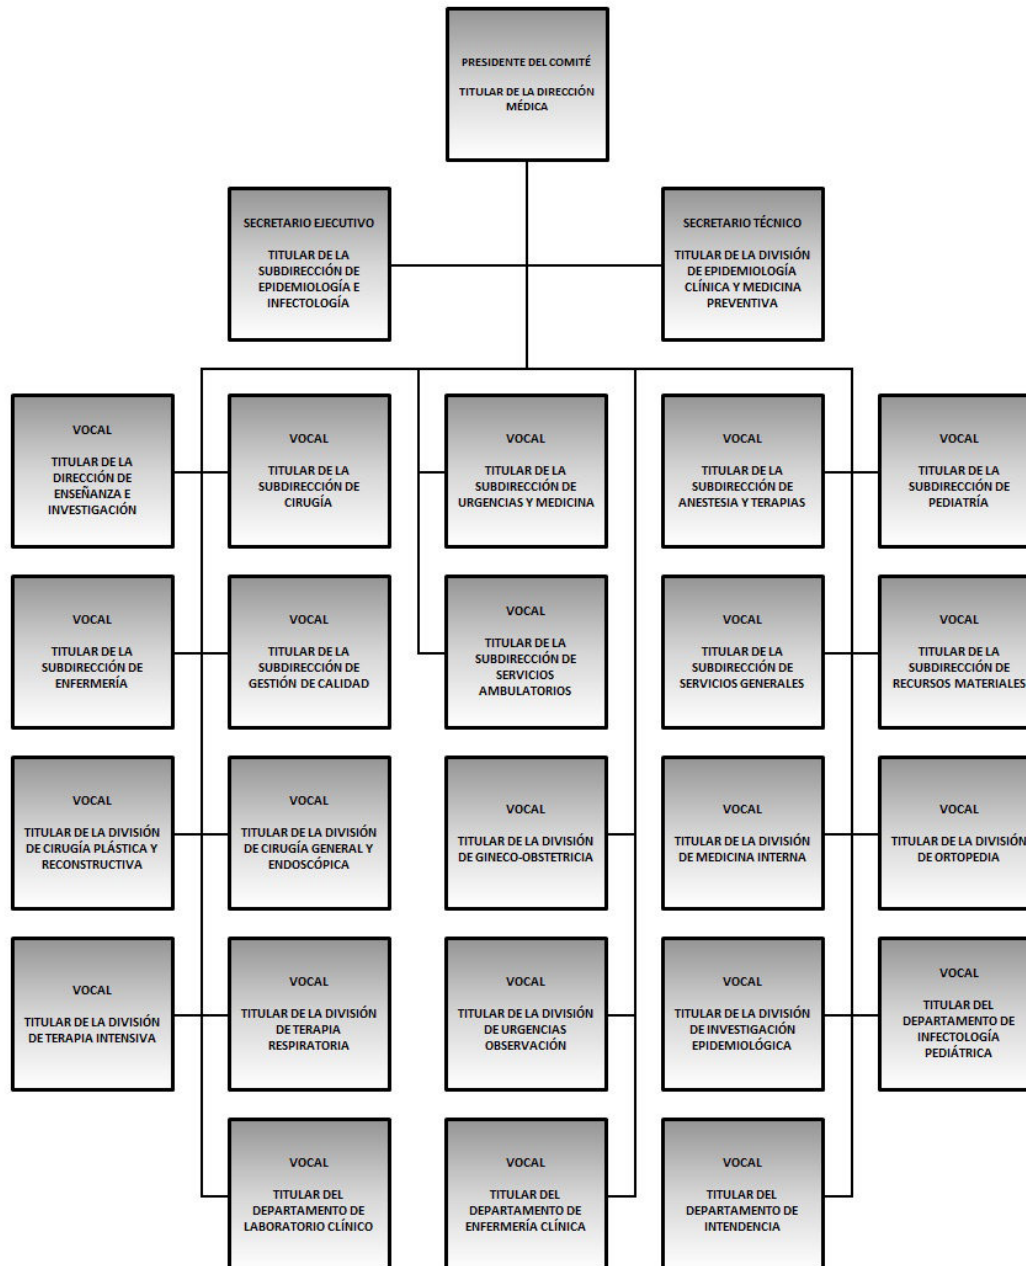 PRESIDENTE DEL COMITÉ
TITULAR DE LA DIRECCIÓN
MÉDICA
SECRETARIO EJECUTIVO
TITULAR DE LA
SUBDIRECCIÓN DE
EPIDEMIOLOGÍA E
INFECTOLOGÍA
SECRETARIO TÉCNICO
TITULAR DE LA DIVISIÓN
DE EPIDEMIOLOGÍA
CLÍNICA Y MEDICINA
PREVENTIVA
VOCAL
TITULAR DE LA
DIRECCIÓN DE
ENSEÑANZA E
INVESTIGACIÓN
VOCAL
TITULAR DE LA
SUBDIRECCIÓN DE
CIRUGÍA
VOCAL
TITULAR DE LA
SUBDIRECCIÓN DE
URGENCIAS Y MEDICINA
VOCAL
TITULAR DE LA
SUBDIRECCIÓN DE
ANESTESIA Y TERAPIAS
VOCAL
TITULAR DE LA
SUBDIRECCIÓN DE
PEDIATRÍA
VOCAL
TITULAR DE LA
SUBDIRECCIÓN DE
ENFERMERÍA
VOCAL
TITULAR DE LA
SUBDIRECCIÓN DE
GESTIÓN DE CALIDAD
VOCAL
TITULAR DE LA
SUBDIRECCIÓN DE
SERVICIOS
AMBULATORIOS
VOCAL
TITULAR DE LA
SUBDIRECCIÓN DE
SERVICIOS GENERALES
VOCAL
TITULAR DE LA
SUBDIRECCIÓN DE
RECURSOS MATERIALES
VOCAL
TITULAR DE LA DIVISIÓN
DE CIRUGÍA PLÁSTICA Y
RECONSTRUCTIVA
VOCAL
TITULAR DE LA DIVISIÓN
DE CIRUGÍA GENERAL Y
ENDOSCÓPICA
VOCAL
TITULAR DE LA DIVISIÓN
DE GINECO-OBSTETRICIA
VOCAL
TITULAR DE LA DIVISIÓN
DE MEDICINA INTERNA
VOCAL
TITULAR DE LA DIVISIÓN
DE ORTOPEDIA
VOCAL
TITULAR DE LA DIVISIÓN
DE TERAPIA INTENSIVA
VOCAL
TITULAR DE LA DIVISIÓN
DE TERAPIA
RESPIRATORIA
VOCAL
TITULAR DE LA DIVISIÓN
DE URGENCIAS
OBSERVACIÓN
VOCAL
TITULAR DE LA DIVISIÓN
DE INVESTIGACIÓN
EPIDEMIOLÓGICA
VOCAL
TITULAR DEL
DEPARTAMENTO DE
INFECTOLOGÍA
PEDIÁTRICA
VOCAL
TITULAR DEL
DEPARTAMENTO DE
LABORATORIO CLÍNICO
VOCAL
TITULAR DEL
DEPARTAMENTO DE
ENFERMERÍA CLÍNICA
VOCAL
TITULAR DEL
DEPARTAMENTO DE
INTENDENCIA